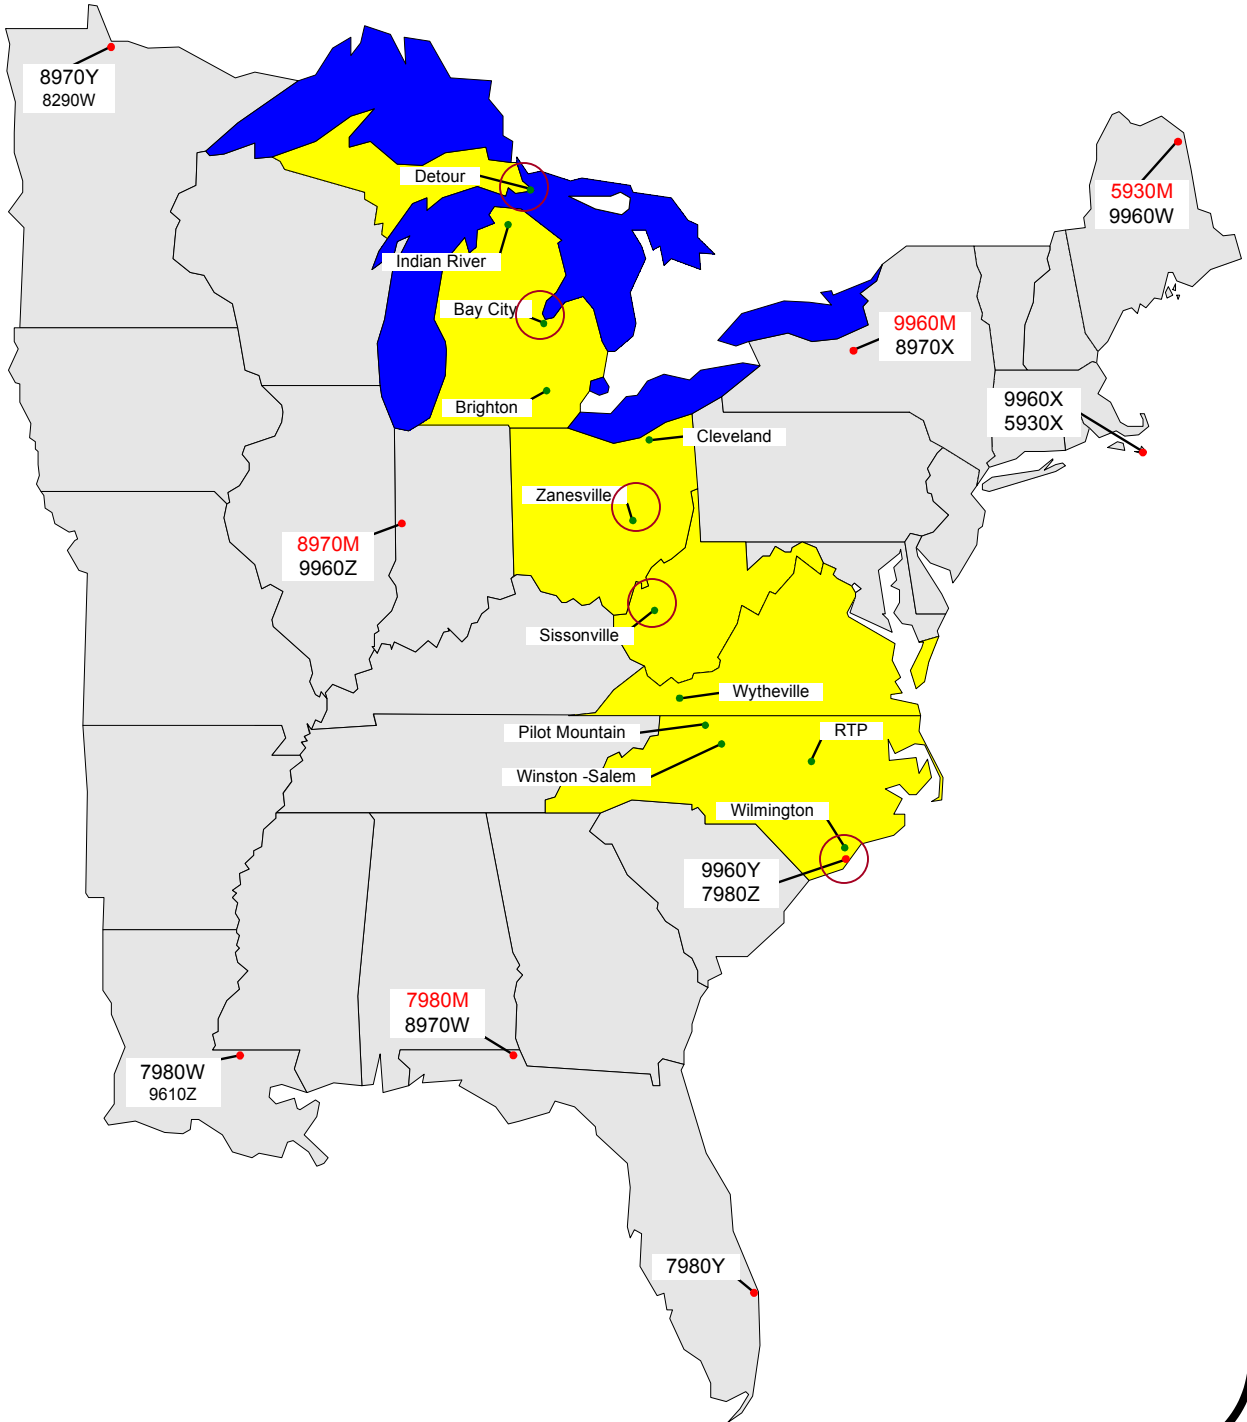 8970Y
8290W
Detour
5930M
9960W
Indian River
Bay City
9960M
8970X
Brighton
9960X
5930X
Cleveland
Zanesville
8970M
9960Z
Sissonville
Wytheville
Pilot Mountain
RTP
Winston -Salem
Wilmington
9960Y
7980Z
7980M
8970W
7980W
9610Z
7980Y